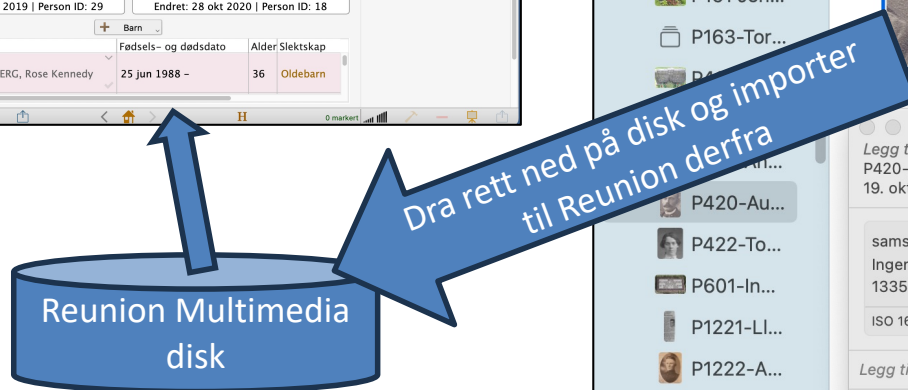 2019 | Person ID: 29
Endret: 28 okt 2020 | Person ID: 18
Barn
Fødsels- og dødsdato Alder Slektskap
ERG, Rose Kennedy 25 jun 1988 – 36 Oldebarn
H 0 markert
Dra rett ned på disk og importer
til Reunion derfra
Reunion Multimedia
disk
P163-Tor...
P420-Au...
P422-To...
P601-In...
P1221-Ll...
P1222-A...
Legg t
P420-
19. ok
sams
Inger
1335
ISO 16
Legg ti